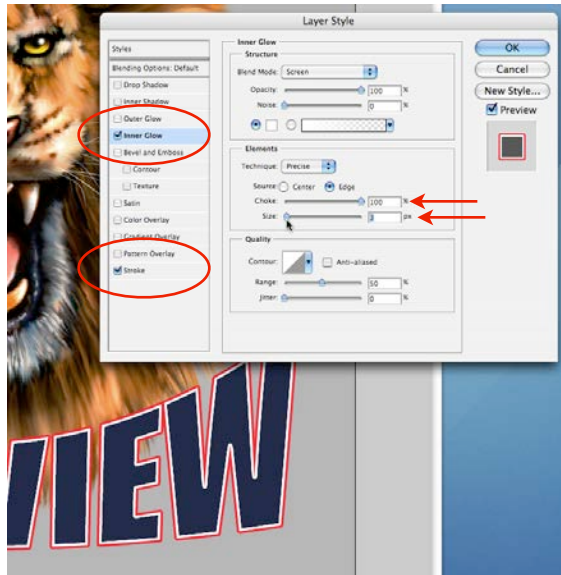 Layer Style
Styles
Blending Options: Default
Drop Shadow
Inner Shadow
Outer Glow
Inner Glow
Bevel and Emboss
Contour
Texture
Satin
Color Overlay
Gradient Overlay
Pattern Overlay
Stroke
Inner Glow
Structure
Blend Mode: Screen
Opacity: 100 %
Noise: 0 %
Elements
Technique: Precise
Source: Center Edge
Choke: 100 %
Size: 3 px
Quality
Contour: Anti-aliased
Range: 50 %
Jitter: 0 %
OK
Cancel
New Style...
Preview
VIEW